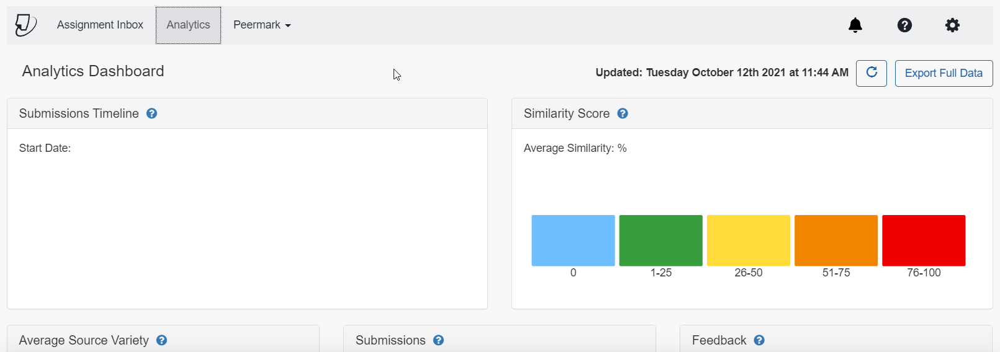 Assignment Inbox Analytics Peermark
Analytics Dashboard
Updated: Tuesday October 12th 2021 at 11:44 AM
Export Full Data
Submissions Timeline
Start Date:
Similarity Score
Average Similarity: %
0 1-25 26-50 51-75 76-100
Average Source Variety
Submissions
Feedback